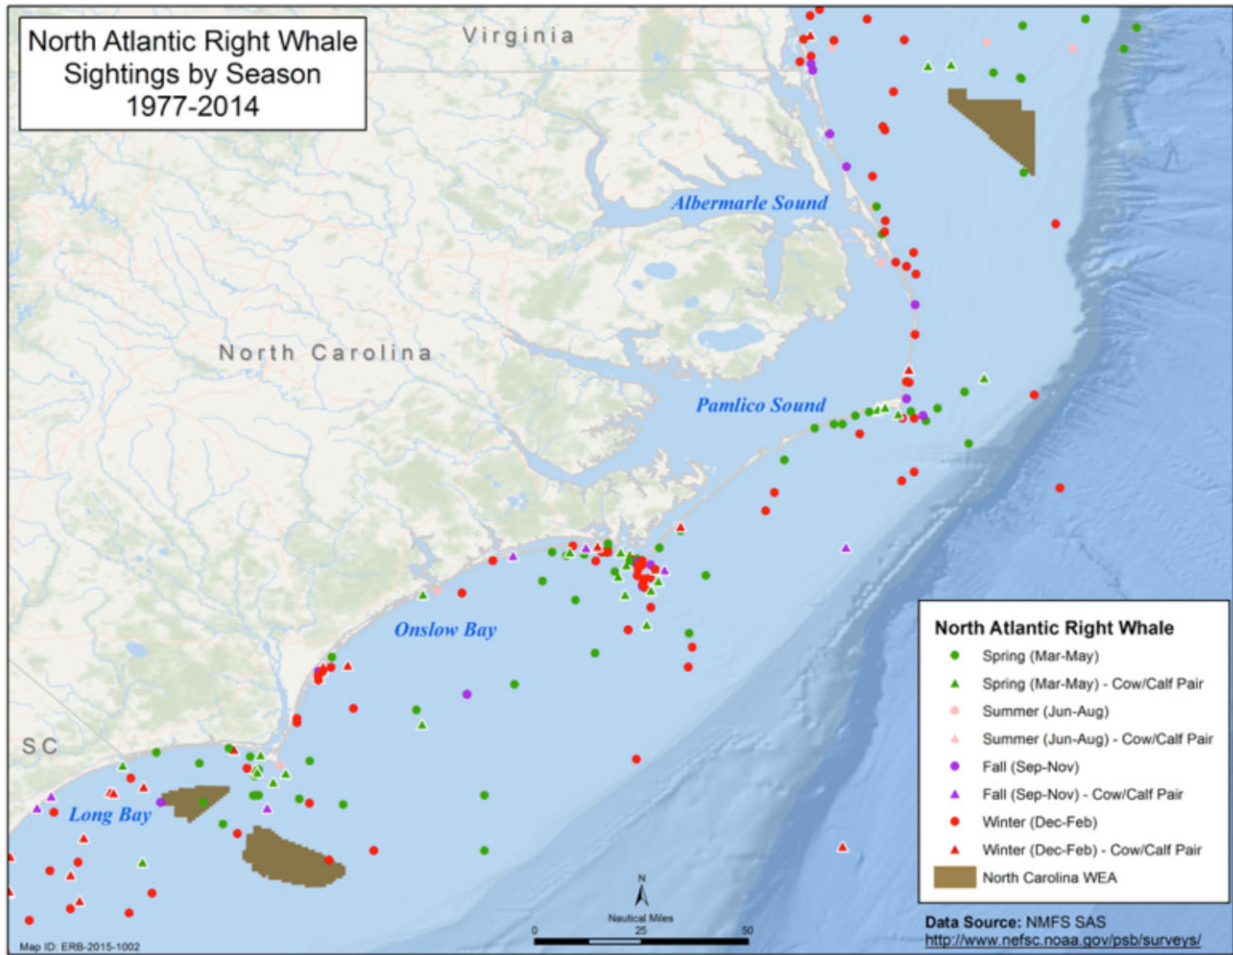 North Atlantic Right Whale
Sightings by Season
1977-2014
Virginia
Albermarle Sound
North Carolina
Pamlico Sound
Onslow Bay
SC
Long Bay
North Atlantic Right Whale
Spring (Mar-May)
Spring (Mar-May) - Cow/Calf Pair
Summer (Jun-Aug)
Summer (Jun-Aug) - Cow/Calf Pair
Fall (Sep-Nov)
Fall (Sep-Nov) - Cow/Calf Pair
Winter (Dec-Feb)
Winter (Dec-Feb) - Cow/Calf Pair
North Carolina WEA
N
Nautical Miles
0 25 50
Data Source: NMFS SAS
http://www.nefsc.noaa.gov/psb/surveys/
Map ID: ERB-2015-1002